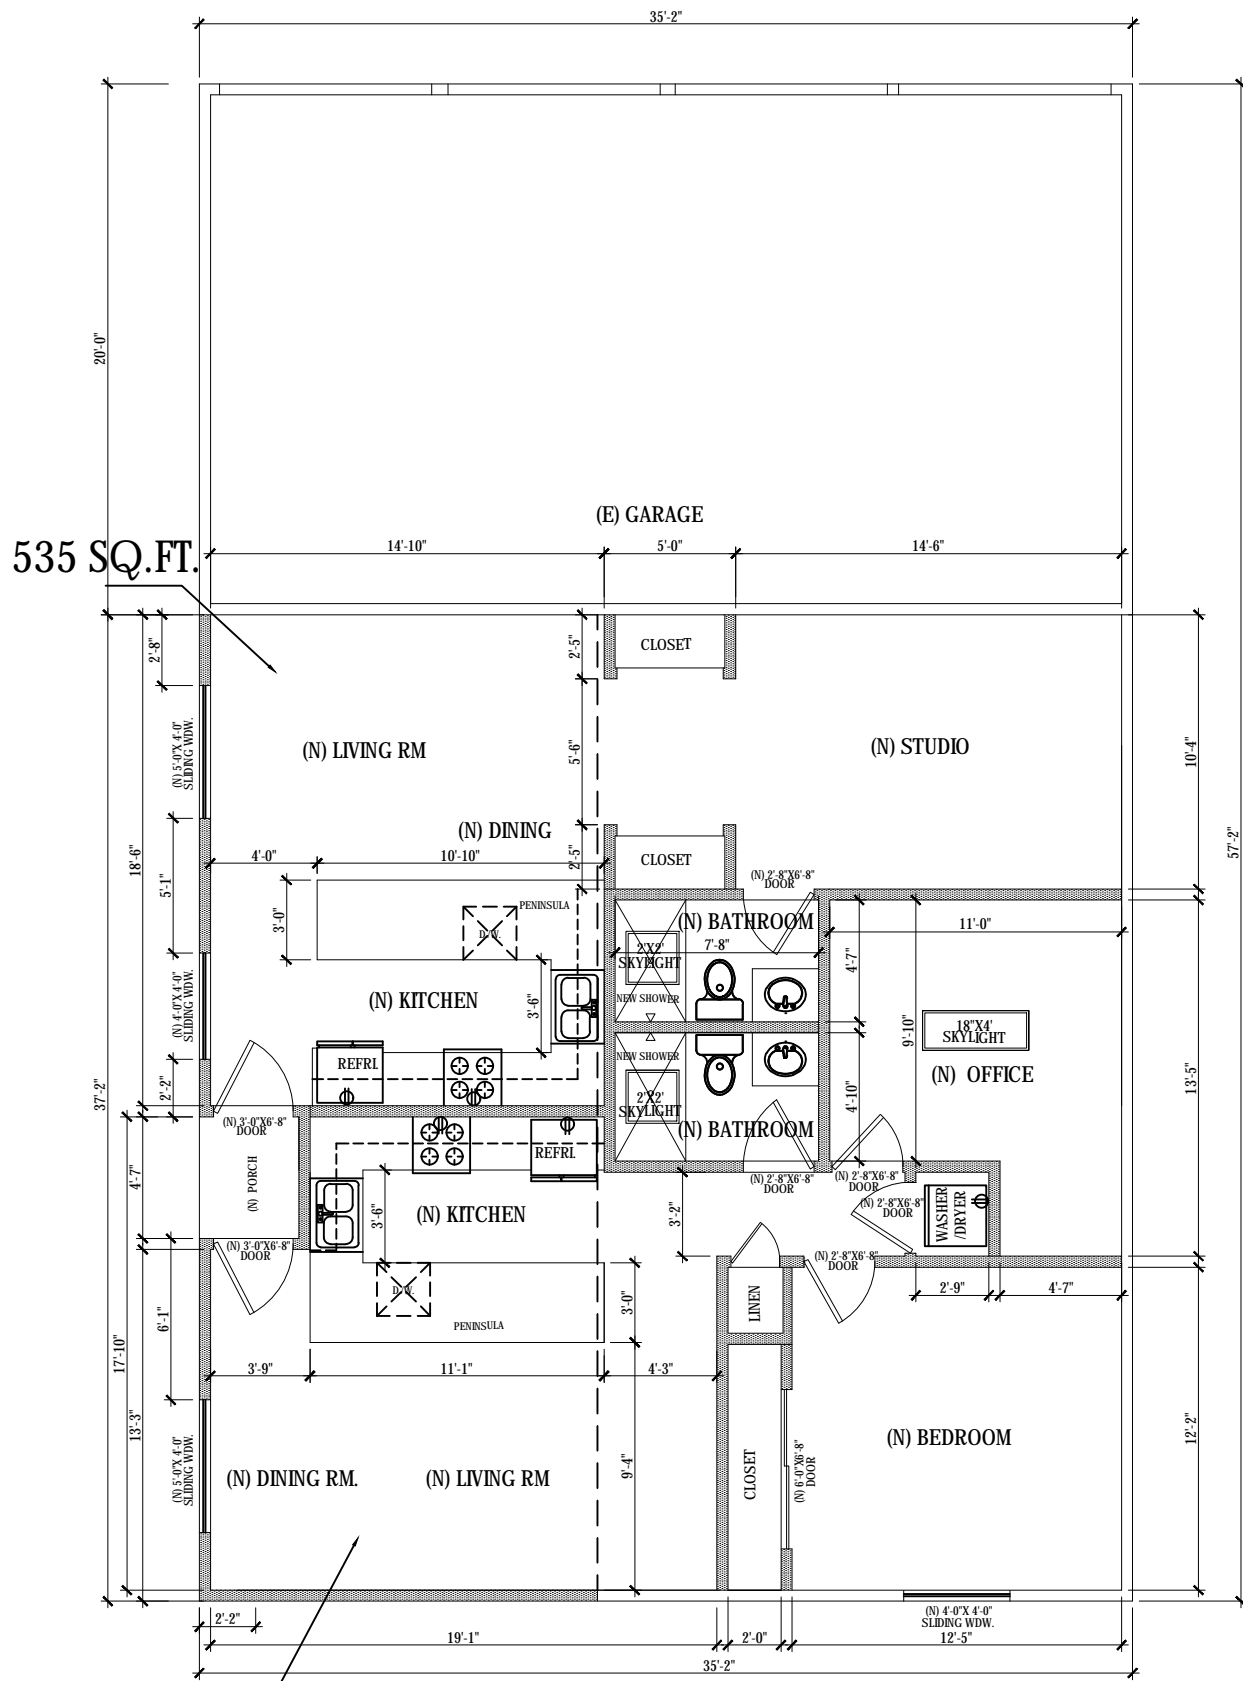 35'-2"
20'-0"
(E) GARAGE
535 SQ.FT.
14'-10"
5'-0"
14'-6"
2'-8"
2'-5"
CLOSET
(N) 5'-0"X 4'-0"
SLIDING WDW.
(N) LIVING RM
5'-6"
(N) STUDIO
10'-4"
57'-2"
(N) DINING
18'-6"
5'-1"
4'-0"
10'-10"
2'-5"
CLOSET
(N) 2'-8"X6'-8"
DOOR
3'-0"
PENINSULA
D.W.
(N) BATHROOM
7'-8"
2'X2'
SKYLIGHT
4'-7"
11'-0"
(N) 4'-0"X 4'-0"
SLIDING WDW.
(N) KITCHEN
3'-6"
NEW SHOWER
9'-10"
18"X4'
SKYLIGHT
REFRI.
NEW SHOWER
(N) OFFICE
13'-5"
37'-2"
2'-2"
2'X2'
SKYLIGHT
4'-10"
(N) 3'-0"X6'-8"
DOOR
(N) BATHROOM
REFRI.
4'-7"
(N) PORCH
(N) 2'-8"X6'-8"
DOOR
(N) 2'-8"X6'-8"
DOOR
(N) 2'-8"X6'-8"
DOOR
WASHER
/DRYER
3'-6"
(N) KITCHEN
3'-2"
(N) 3'-0"X6'-8"
DOOR
(N) 2'-8"X6'-8"
DOOR
D.W.
3'-0"
LINEN
2'-9"
4'-7"
6'-1"
PENINSULA
17'-10"
3'-9"
11'-1"
4'-3"
13'-3"
(N) 5'-0"X 4'-0"
SLIDING WDW.
(N) DINING RM.
(N) LIVING RM
9'-4"
CLOSET
(N) 6'-0"X6'-8"
DOOR
(N) BEDROOM
12'-2"
2'-2"
(N) 4'-0"X 4'-0"
SLIDING WDW.
19'-1"
2'-0"
12'-5"
35'-2"